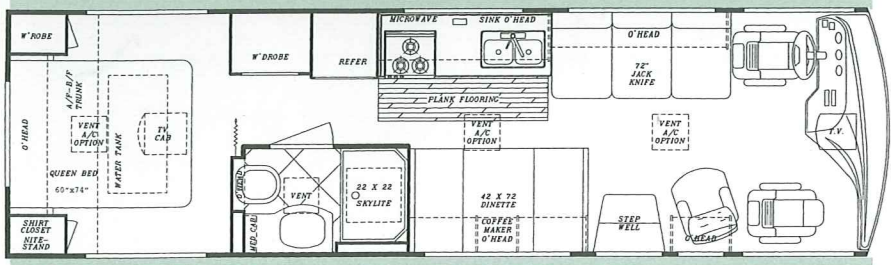 W'ROBE
W'DROBE
REFER
MICROWAVE
SINK O'HEAD
O'HEAD
72"
JACK
KNIFE
PLANK FLOORING
A/P-B/P
TRUNK
O'HEAD
VENT
A/C
OPTION
WATER TANK
TV
CAB
QUEEN BED
60"x74"
SHIRT
CLOSET
NITE-
STAND
O'HEAD
MED CAB
VENT
22 X 22
SKYLITE
VENT
A/C
OPTION
42 X 72
DINETTE
COFFEE
MAKER
O'HEAD
VENT
A/C
OPTION
STEP
WELL
O'HEAD
T.V.